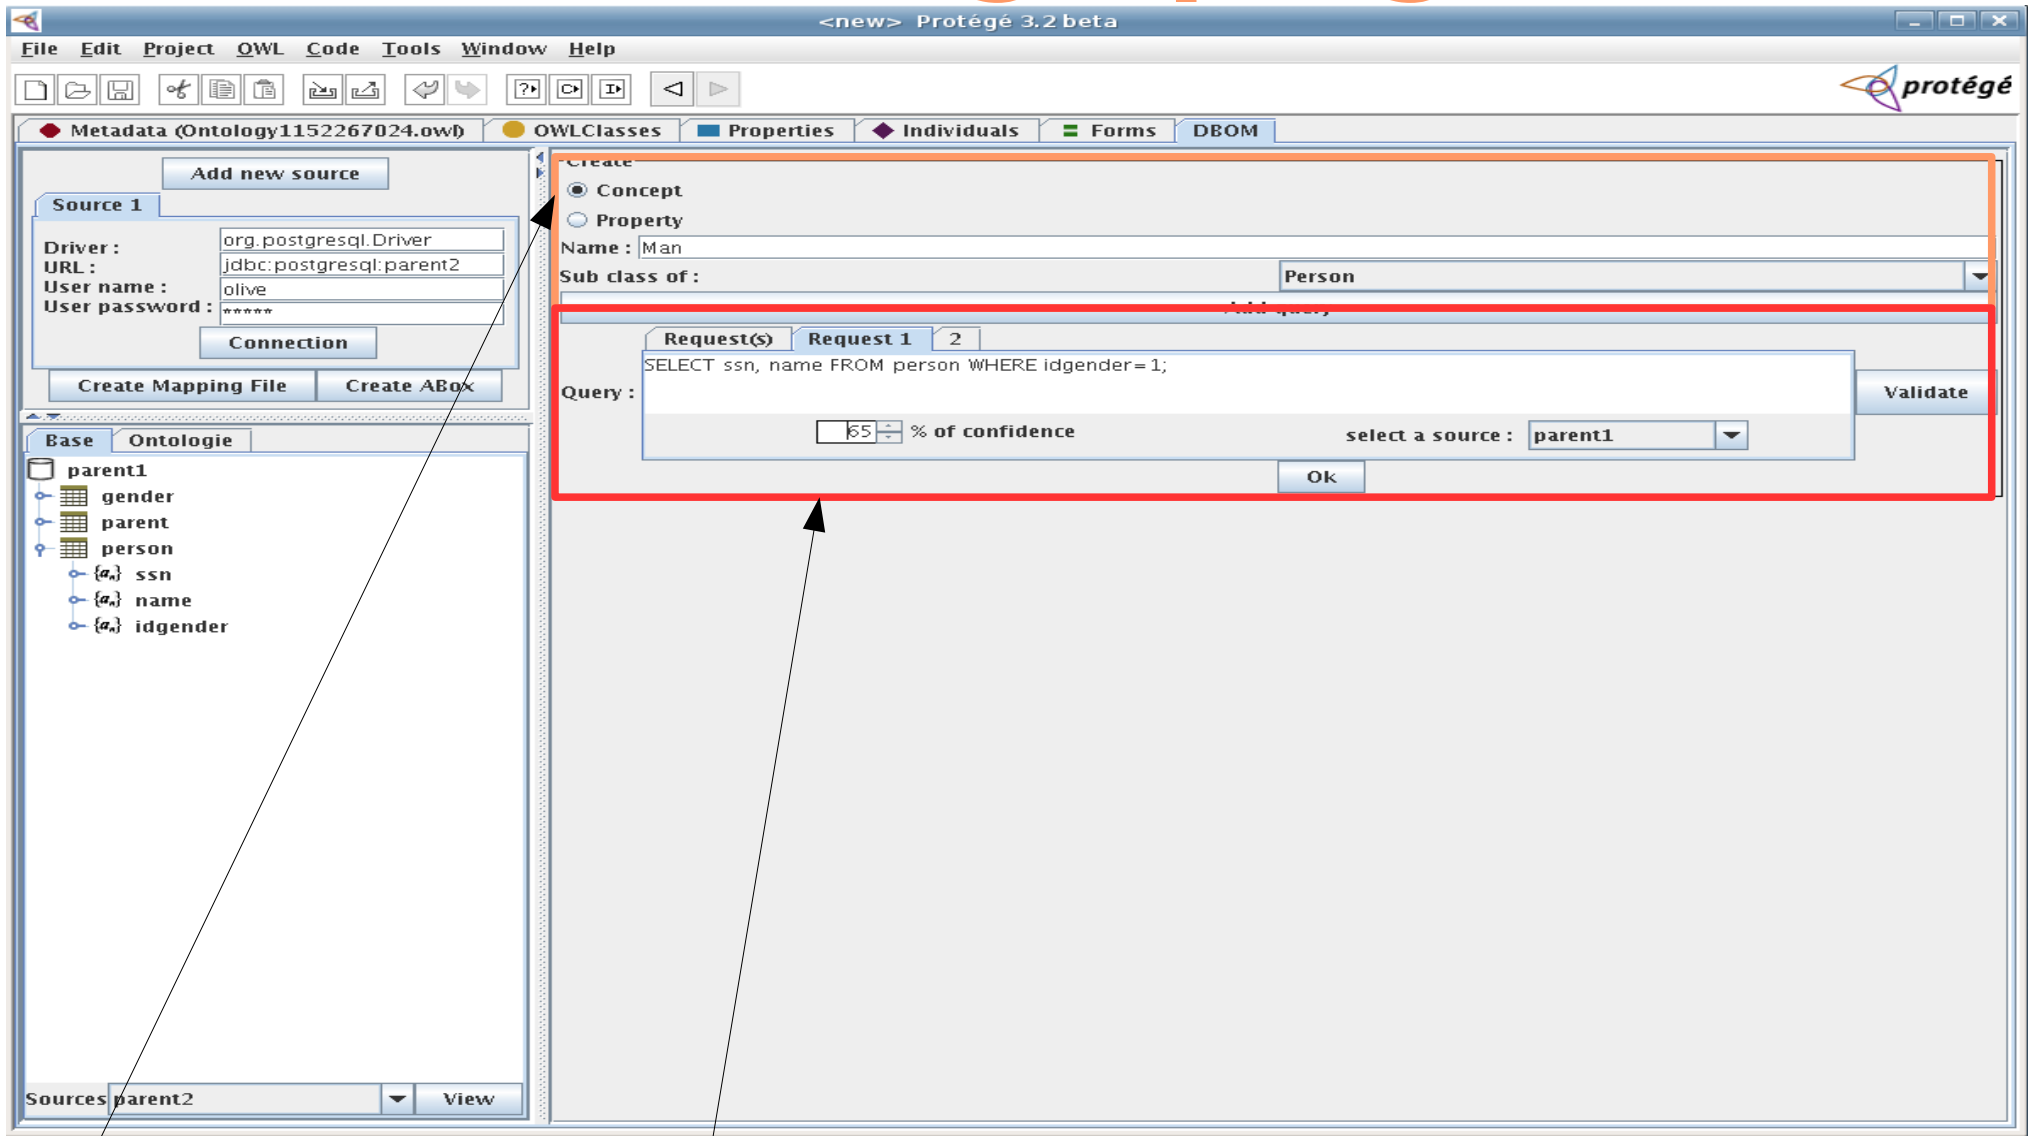 <new> Protégé 3.2 beta
File Edit Project OWL Code Tools Window Help
protégé
Metadata (Ontology1152267024.owl) OWLClasses Properties Individuals Forms DBOM
Add new source
Source 1
Driver : org.postgresql.Driver
URL : jdbc:postgresql:parent2
User name : olive
User password : *****
Connection
Create Mapping File Create ABox
Base Ontologie
parent1
gender
parent
person
ssn
name
idgender
Sources parent2 View
Create
Concept
Property
Name : Man
Sub class of : Person
Add query
Request(s) Request 1 2
Query : SELECT ssn, name FROM person WHERE idgender=1;
Validate
65 % of confidence select a source : parent1
Ok